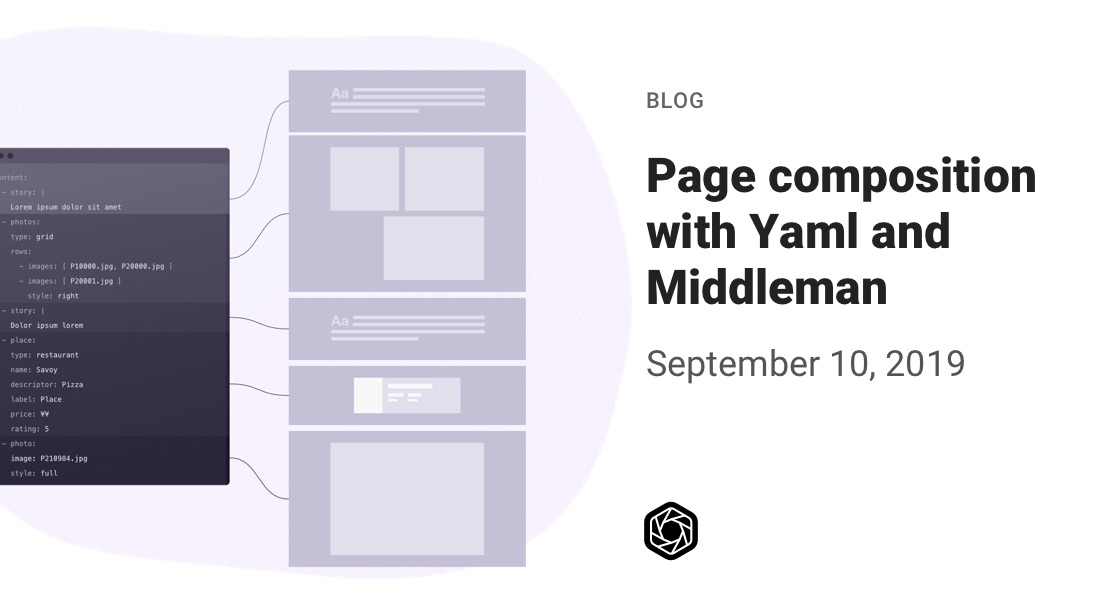 ontent:
– story: |
Lorem ipsum dolor sit amet
– photos:
type: grid
rows:
– images: [ P10000.jpg, P20000.jpg ]
– images: [ P20001.jpg ]
style: right
– story: |
Dolor ipsum lorem
– place:
type: restaurant
name: Savoy
descriptor: Pizza
label: Place
price: ¥¥
rating: 5
– photo:
image: P210984.jpg
style: full
Aa
Aa
BLOG
Page composition
with Yaml and
Middleman
September 10, 2019